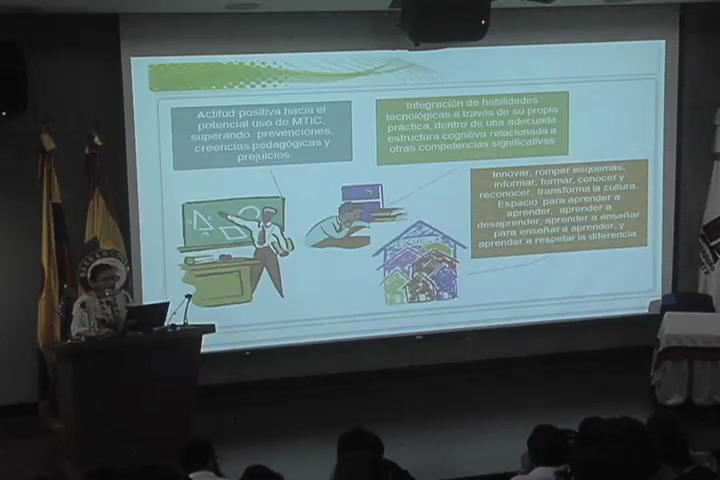 Actitud positiva hacia el
potencial uso de MTIC,
superando prevenciones,
creencias pedagógicas y
prejuicios
Integración de habilidades
tecnológicas a través de su propia
práctica, dentro de una adecuada
estructura cognitiva relacionada a
otras competencias significativas
Innovar, romper esquemas,
informar, formar, conocer y
reconocer, transforma la cultura.
Espacio para aprender a
aprender, aprender a
desaprender, aprender a enseñar
para enseñar a aprender, y
aprender a respetar la diferencia